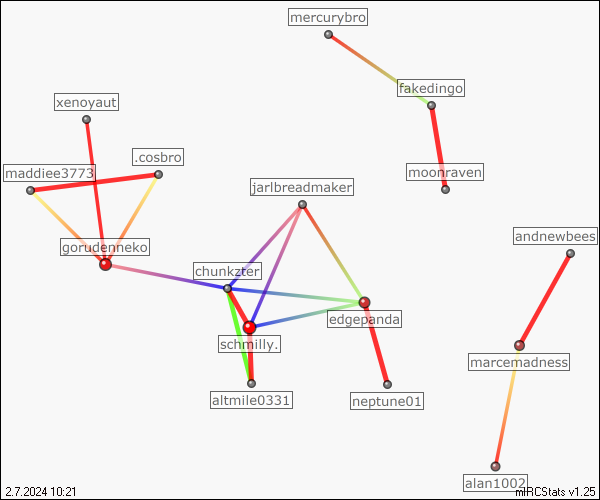 mercurybro
fakedingo
xenoyaut
.cosbro
maddiee3773
moonraven
jarlbreadmaker
andnewbees
gorudenneko
chunkzter
edgepanda
schmilly.
marcemadness
altmile0331
neptune01
alan1002
2.7.2024 10:21
mIRCStats v1.25